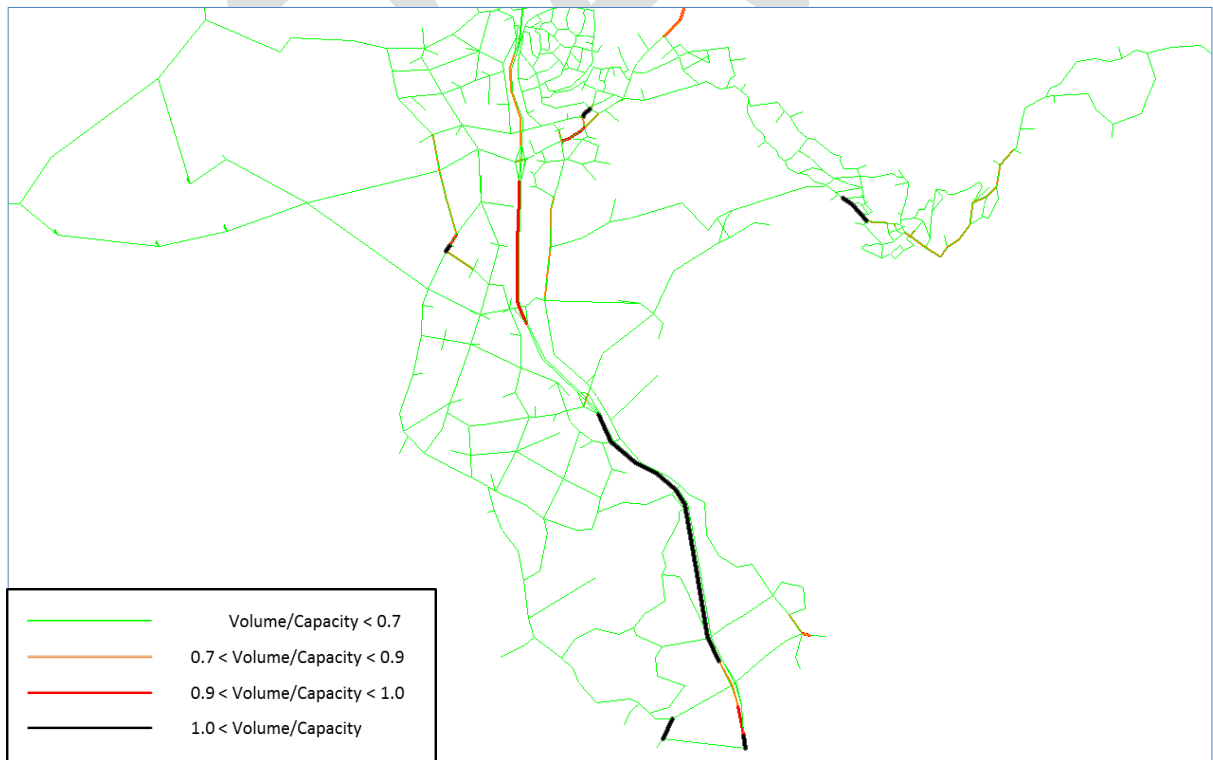 Volume/Capacity < 0.7
0.7 < Volume/Capacity < 0.9
0.9 < Volume/Capacity < 1.0
1.0 < Volume/Capacity